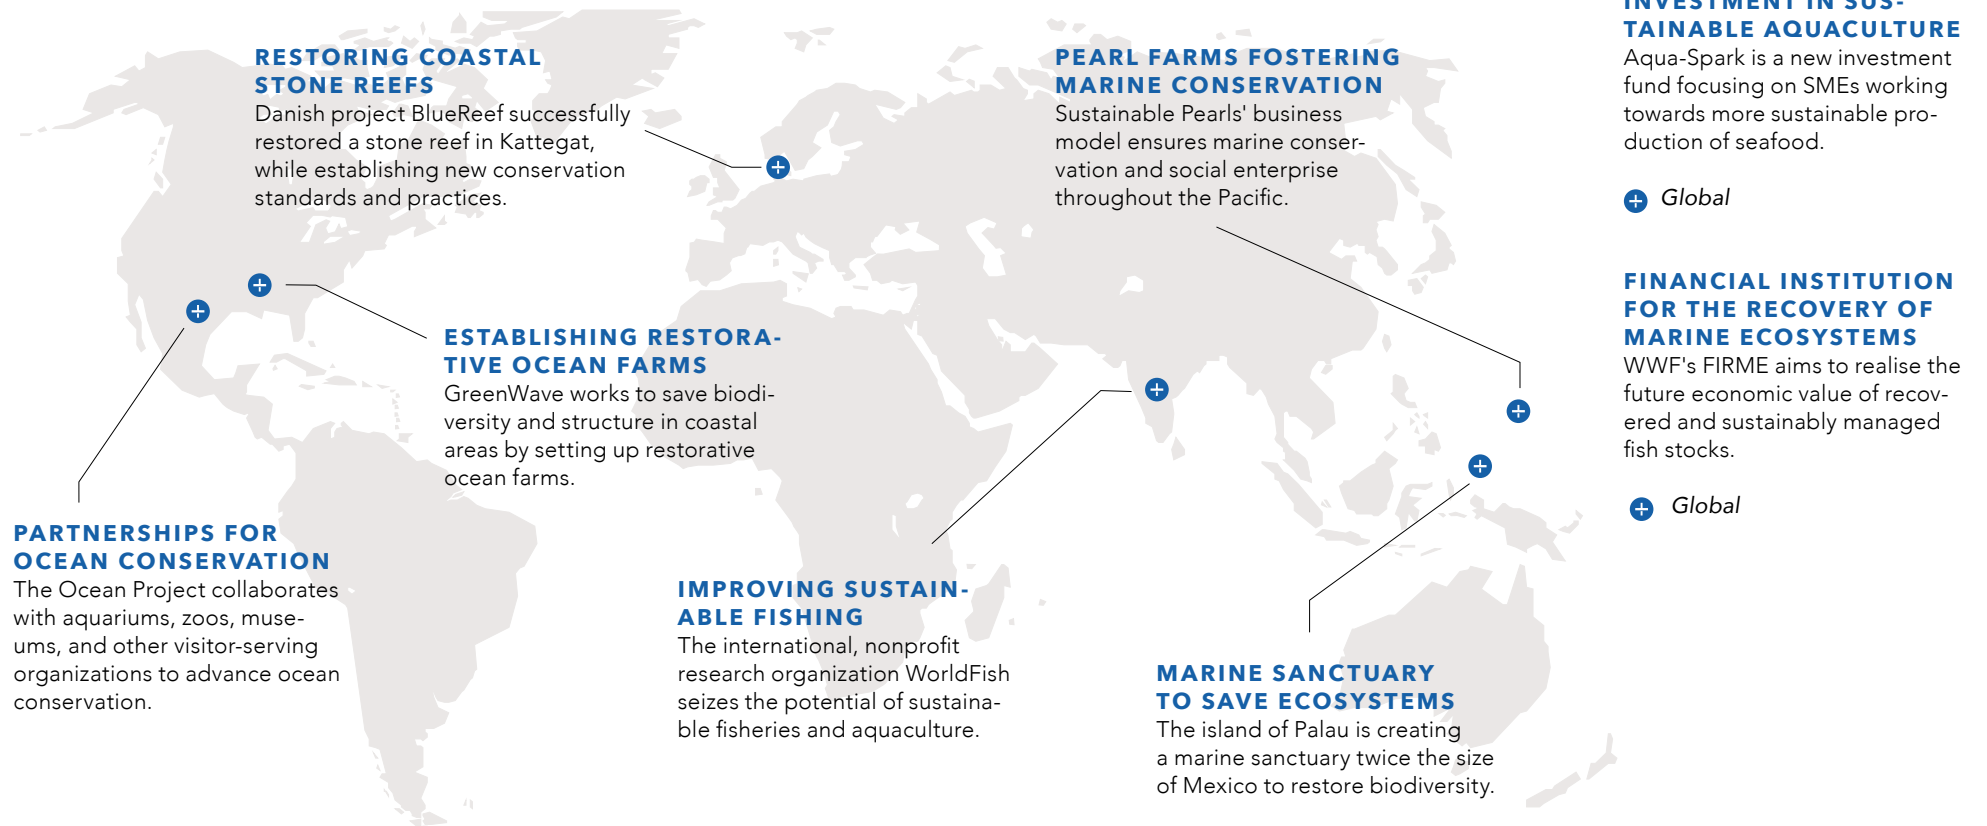 RESTORING COASTAL
STONE REEFS
Danish project BlueReef successfully
restored a stone reef in Kattegat,
while establishing new conservation
standards and practices.
PEARL FARMS FOSTERING
MARINE CONSERVATION
Sustainable Pearls' business
model ensures marine conser-
vation and social enterprise
throughout the Pacific.
INVESTMENT IN SUS-
TAINABLE AQUACULTURE
Aqua-Spark is a new investment
fund focusing on SMEs working
towards more sustainable pro-
duction of seafood.
Global
FINANCIAL INSTITUTION
FOR THE RECOVERY OF
MARINE ECOSYSTEMS
WWF's FIRME aims to realise the
future economic value of recov-
ered and sustainably managed
fish stocks.
Global
ESTABLISHING RESTORA-
TIVE OCEAN FARMS
GreenWave works to save biodi-
versity and structure in coastal
areas by setting up restorative
ocean farms.
PARTNERSHIPS FOR
OCEAN CONSERVATION
The Ocean Project collaborates
with aquariums, zoos, muse-
ums, and other visitor-serving
organizations to advance ocean
conservation.
IMPROVING SUSTAIN-
ABLE FISHING
The international, nonprofit
research organization WorldFish
seizes the potential of sustaina-
ble fisheries and aquaculture.
MARINE SANCTUARY
TO SAVE ECOSYSTEMS
The island of Palau is creating
a marine sanctuary twice the size
of Mexico to restore biodiversity.